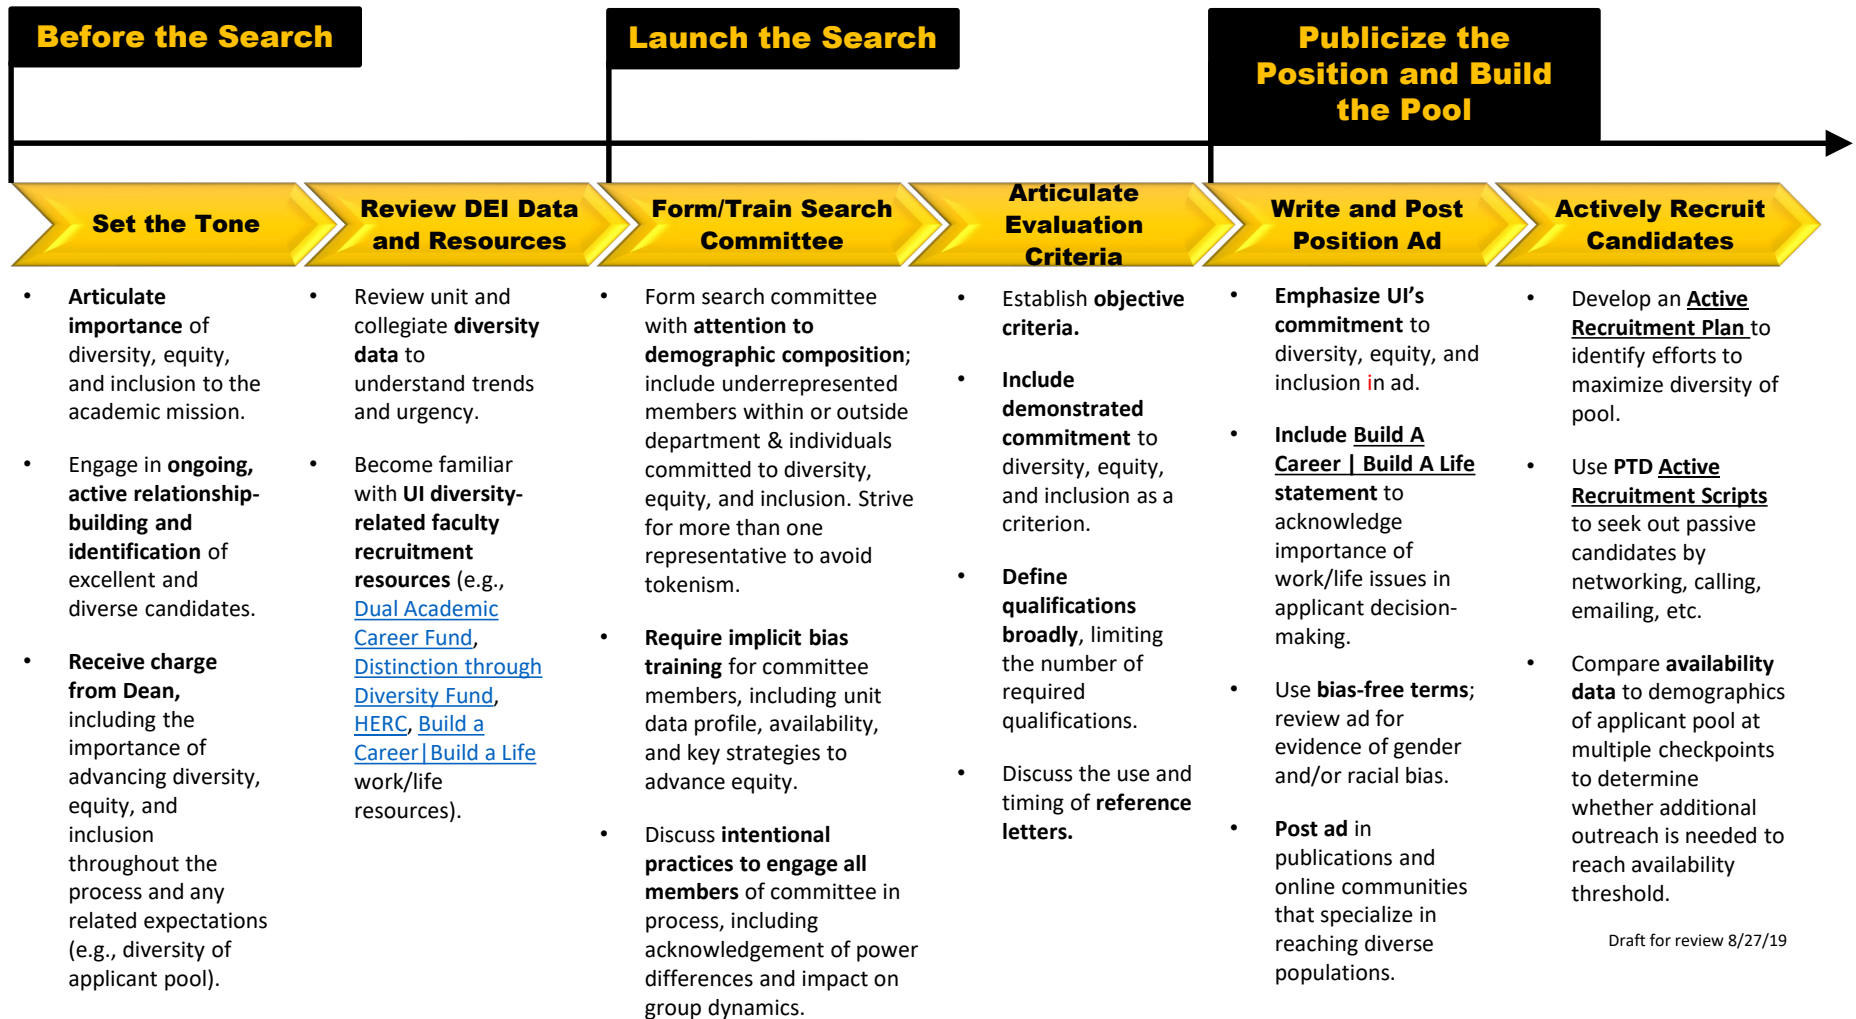 Before the Search
Launch the Search
Publicize the
Position and Build
the Pool
Set the Tone
Review DEI Data
and Resources
Form/Train Search
Committee
Articulate
Evaluation
Criteria
Write and Post
Position Ad
Actively Recruit
Candidates
• Articulate
importance of
diversity, equity,
and inclusion to the
academic mission.
• Engage in ongoing,
active relationship-
building and
identification of
excellent and
diverse candidates.
• Receive charge
from Dean,
including the
importance of
advancing diversity,
equity, and
inclusion
throughout the
process and any
related expectations
(e.g., diversity of
applicant pool).
• Review unit and
collegiate diversity
data to
understand trends
and urgency.
• Become familiar
with UI diversity-
related faculty
recruitment
resources (e.g.,
Dual Academic
Career Fund,
Distinction through
Diversity Fund,
HERC, Build a
Career|Build a Life
work/life
resources).
• Form search committee
with attention to
demographic composition;
include underrepresented
members within or outside
department & individuals
committed to diversity,
equity, and inclusion. Strive
for more than one
representative to avoid
tokenism.
• Require implicit bias
training for committee
members, including unit
data profile, availability,
and key strategies to
advance equity.
• Discuss intentional
practices to engage all
members of committee in
process, including
acknowledgement of power
differences and impact on
group dynamics.
• Establish objective
criteria.
• Include
demonstrated
commitment to
diversity, equity,
and inclusion as a
criterion.
• Define
qualifications
broadly, limiting
the number of
required
qualifications.
• Discuss the use and
timing of reference
letters.
• Emphasize UI’s
commitment to
diversity, equity, and
inclusion in ad.
• Include Build A
Career | Build A Life
statement to
acknowledge
importance of
work/life issues in
applicant decision-
making.
• Use bias-free terms;
review ad for
evidence of gender
and/or racial bias.
• Post ad in
publications and
online communities
that specialize in
reaching diverse
populations.
• Develop an Active
Recruitment Plan to
identify efforts to
maximize diversity of
pool.
• Use PTD Active
Recruitment Scripts
to seek out passive
candidates by
networking, calling,
emailing, etc.
• Compare availability
data to demographics
of applicant pool at
multiple checkpoints
to determine
whether additional
outreach is needed to
reach availability
threshold.
Draft for review 8/27/19